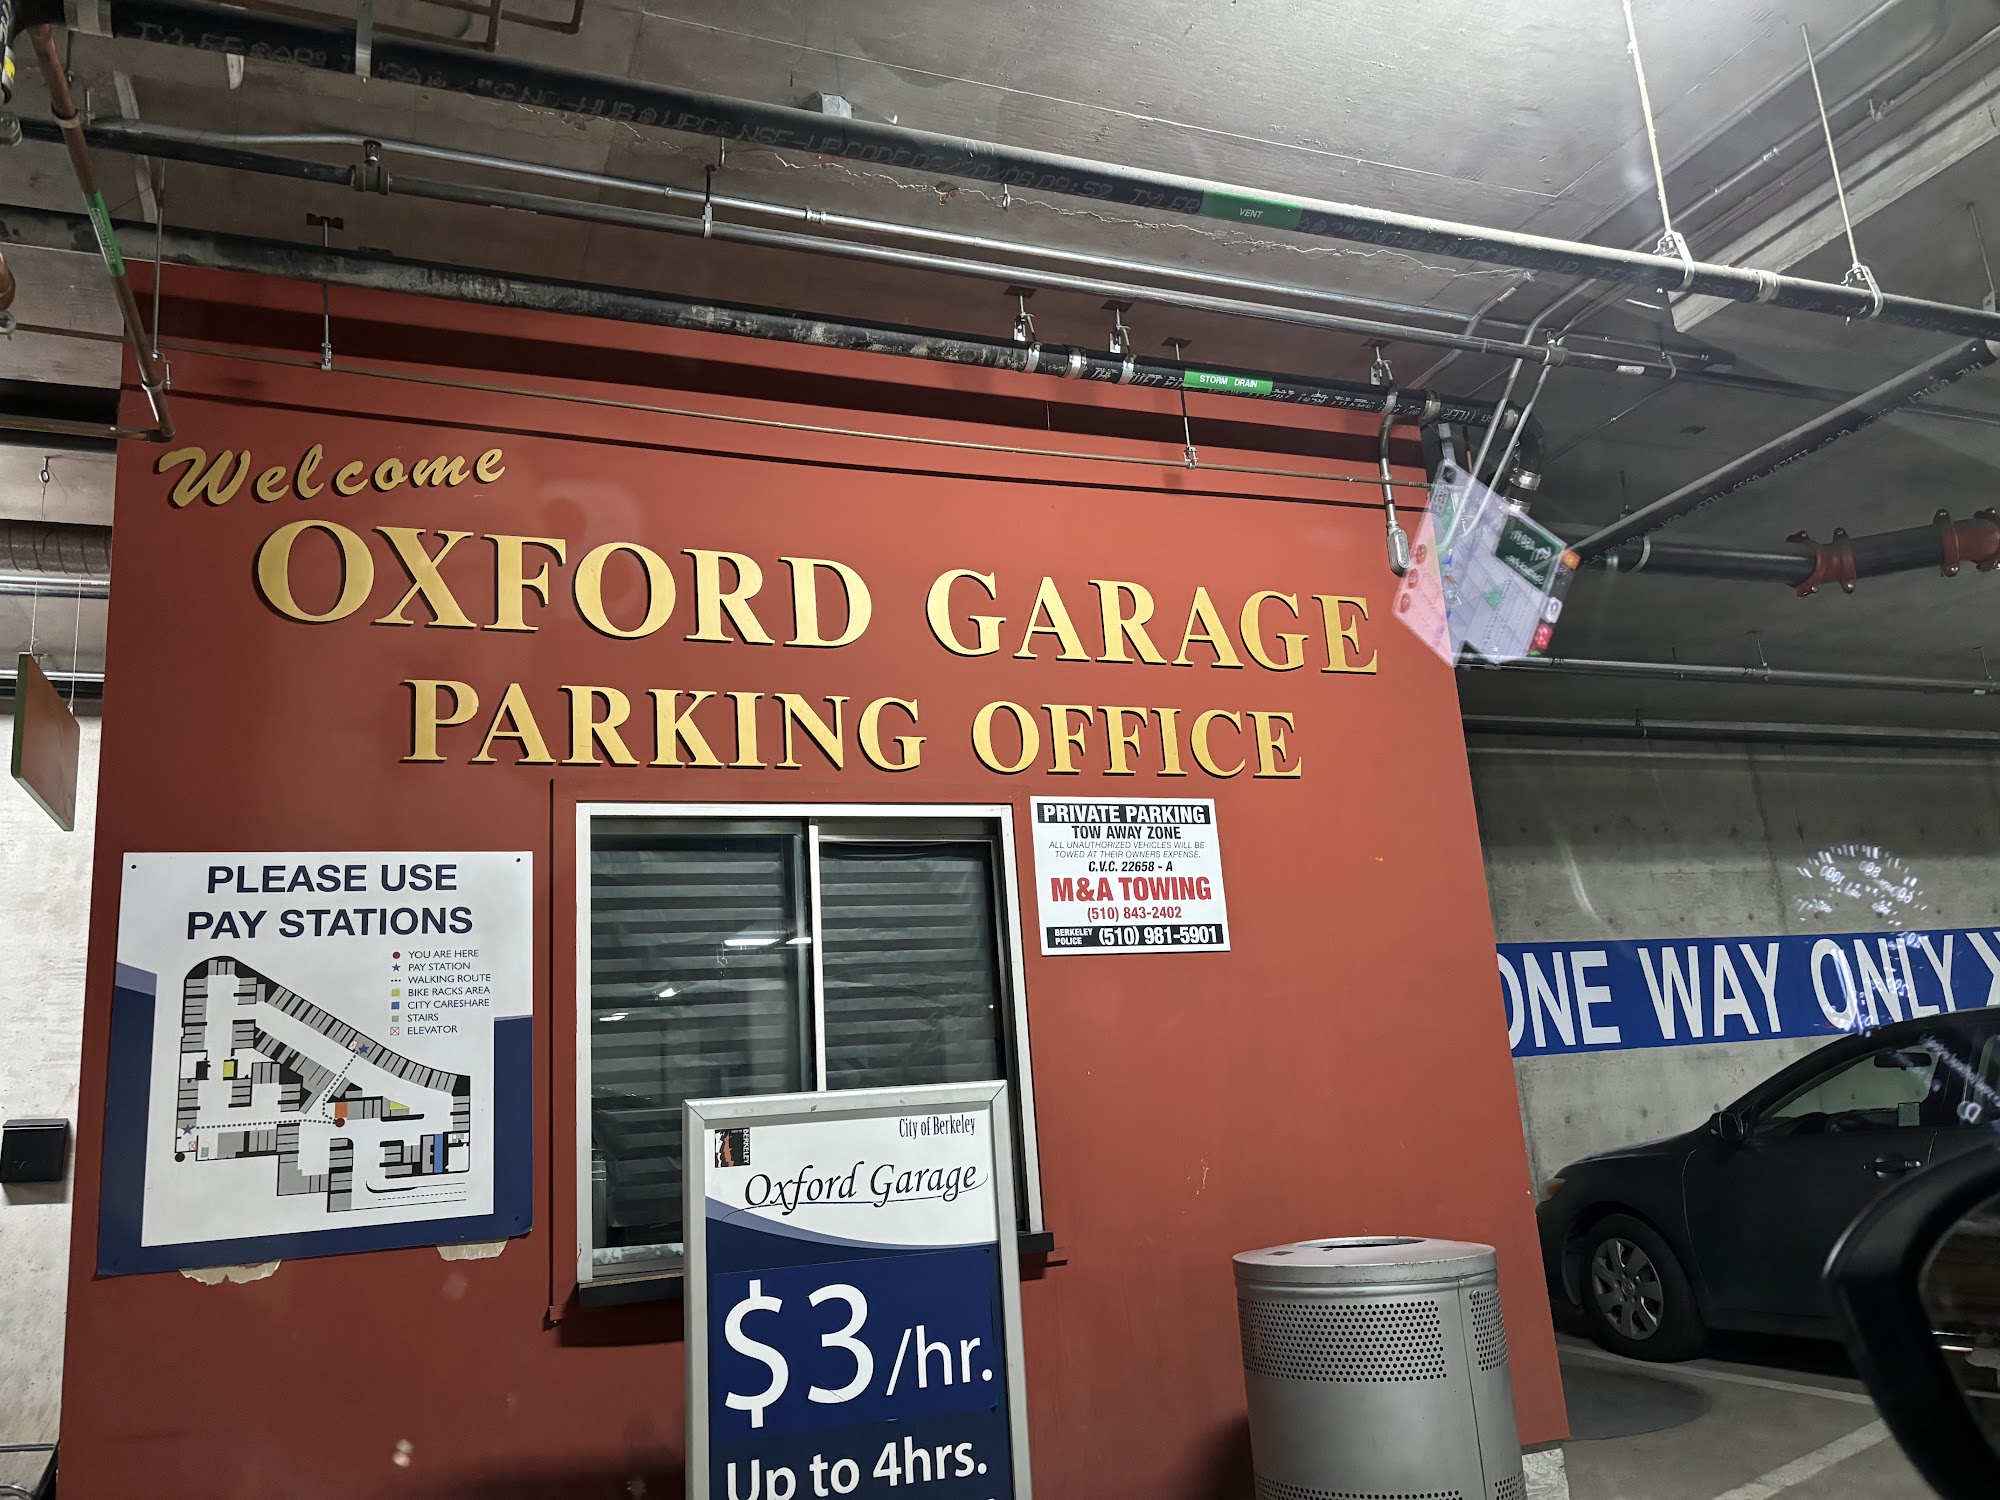 VENT
STORM DRAIN
Welcome
OXFORD GARAGE
PARKING OFFICE
PLEASE USE
PAY STATIONS
YOU ARE HERE
PAY STATION
WALKING ROUTE
BIKE RACKS AREA
CITY CARESHARE
STAIRS
ELEVATOR
PRIVATE PARKING
TOW AWAY ZONE
ALL UNAUTHORIZED VEHICLES WILL BE
TOWED AT THEIR OWNERS EXPENSE.
C.V.C. 22658 - A
M&A TOWING
(510) 843-2402
BERKELEY
POLICE (510) 981-5901
ONE WAY ONLY
City of Berkeley
BERKELEY
Oxford Garage
$3/hr.
Up to 4hrs.